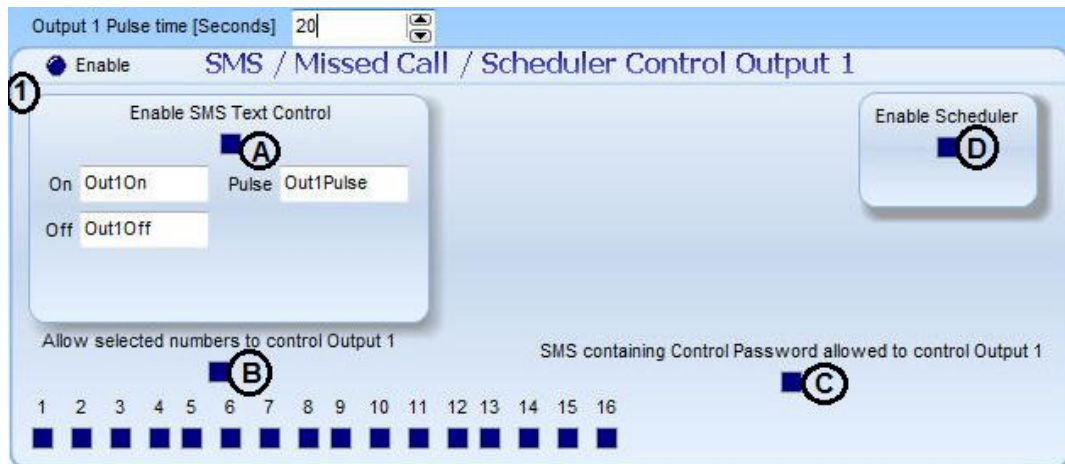 Output 1 Pulse time [Seconds] 20
Enable SMS / Missed Call / Scheduler Control Output 1
1
Enable SMS Text Control
A
On Out1On Pulse Out1Pulse
Off Out1Off
Enable Scheduler
D
Allow selected numbers to control Output 1
B
SMS containing Control Password allowed to control Output 1
C
1 2 3 4 5 6 7 8 9 10 11 12 13 14 15 16